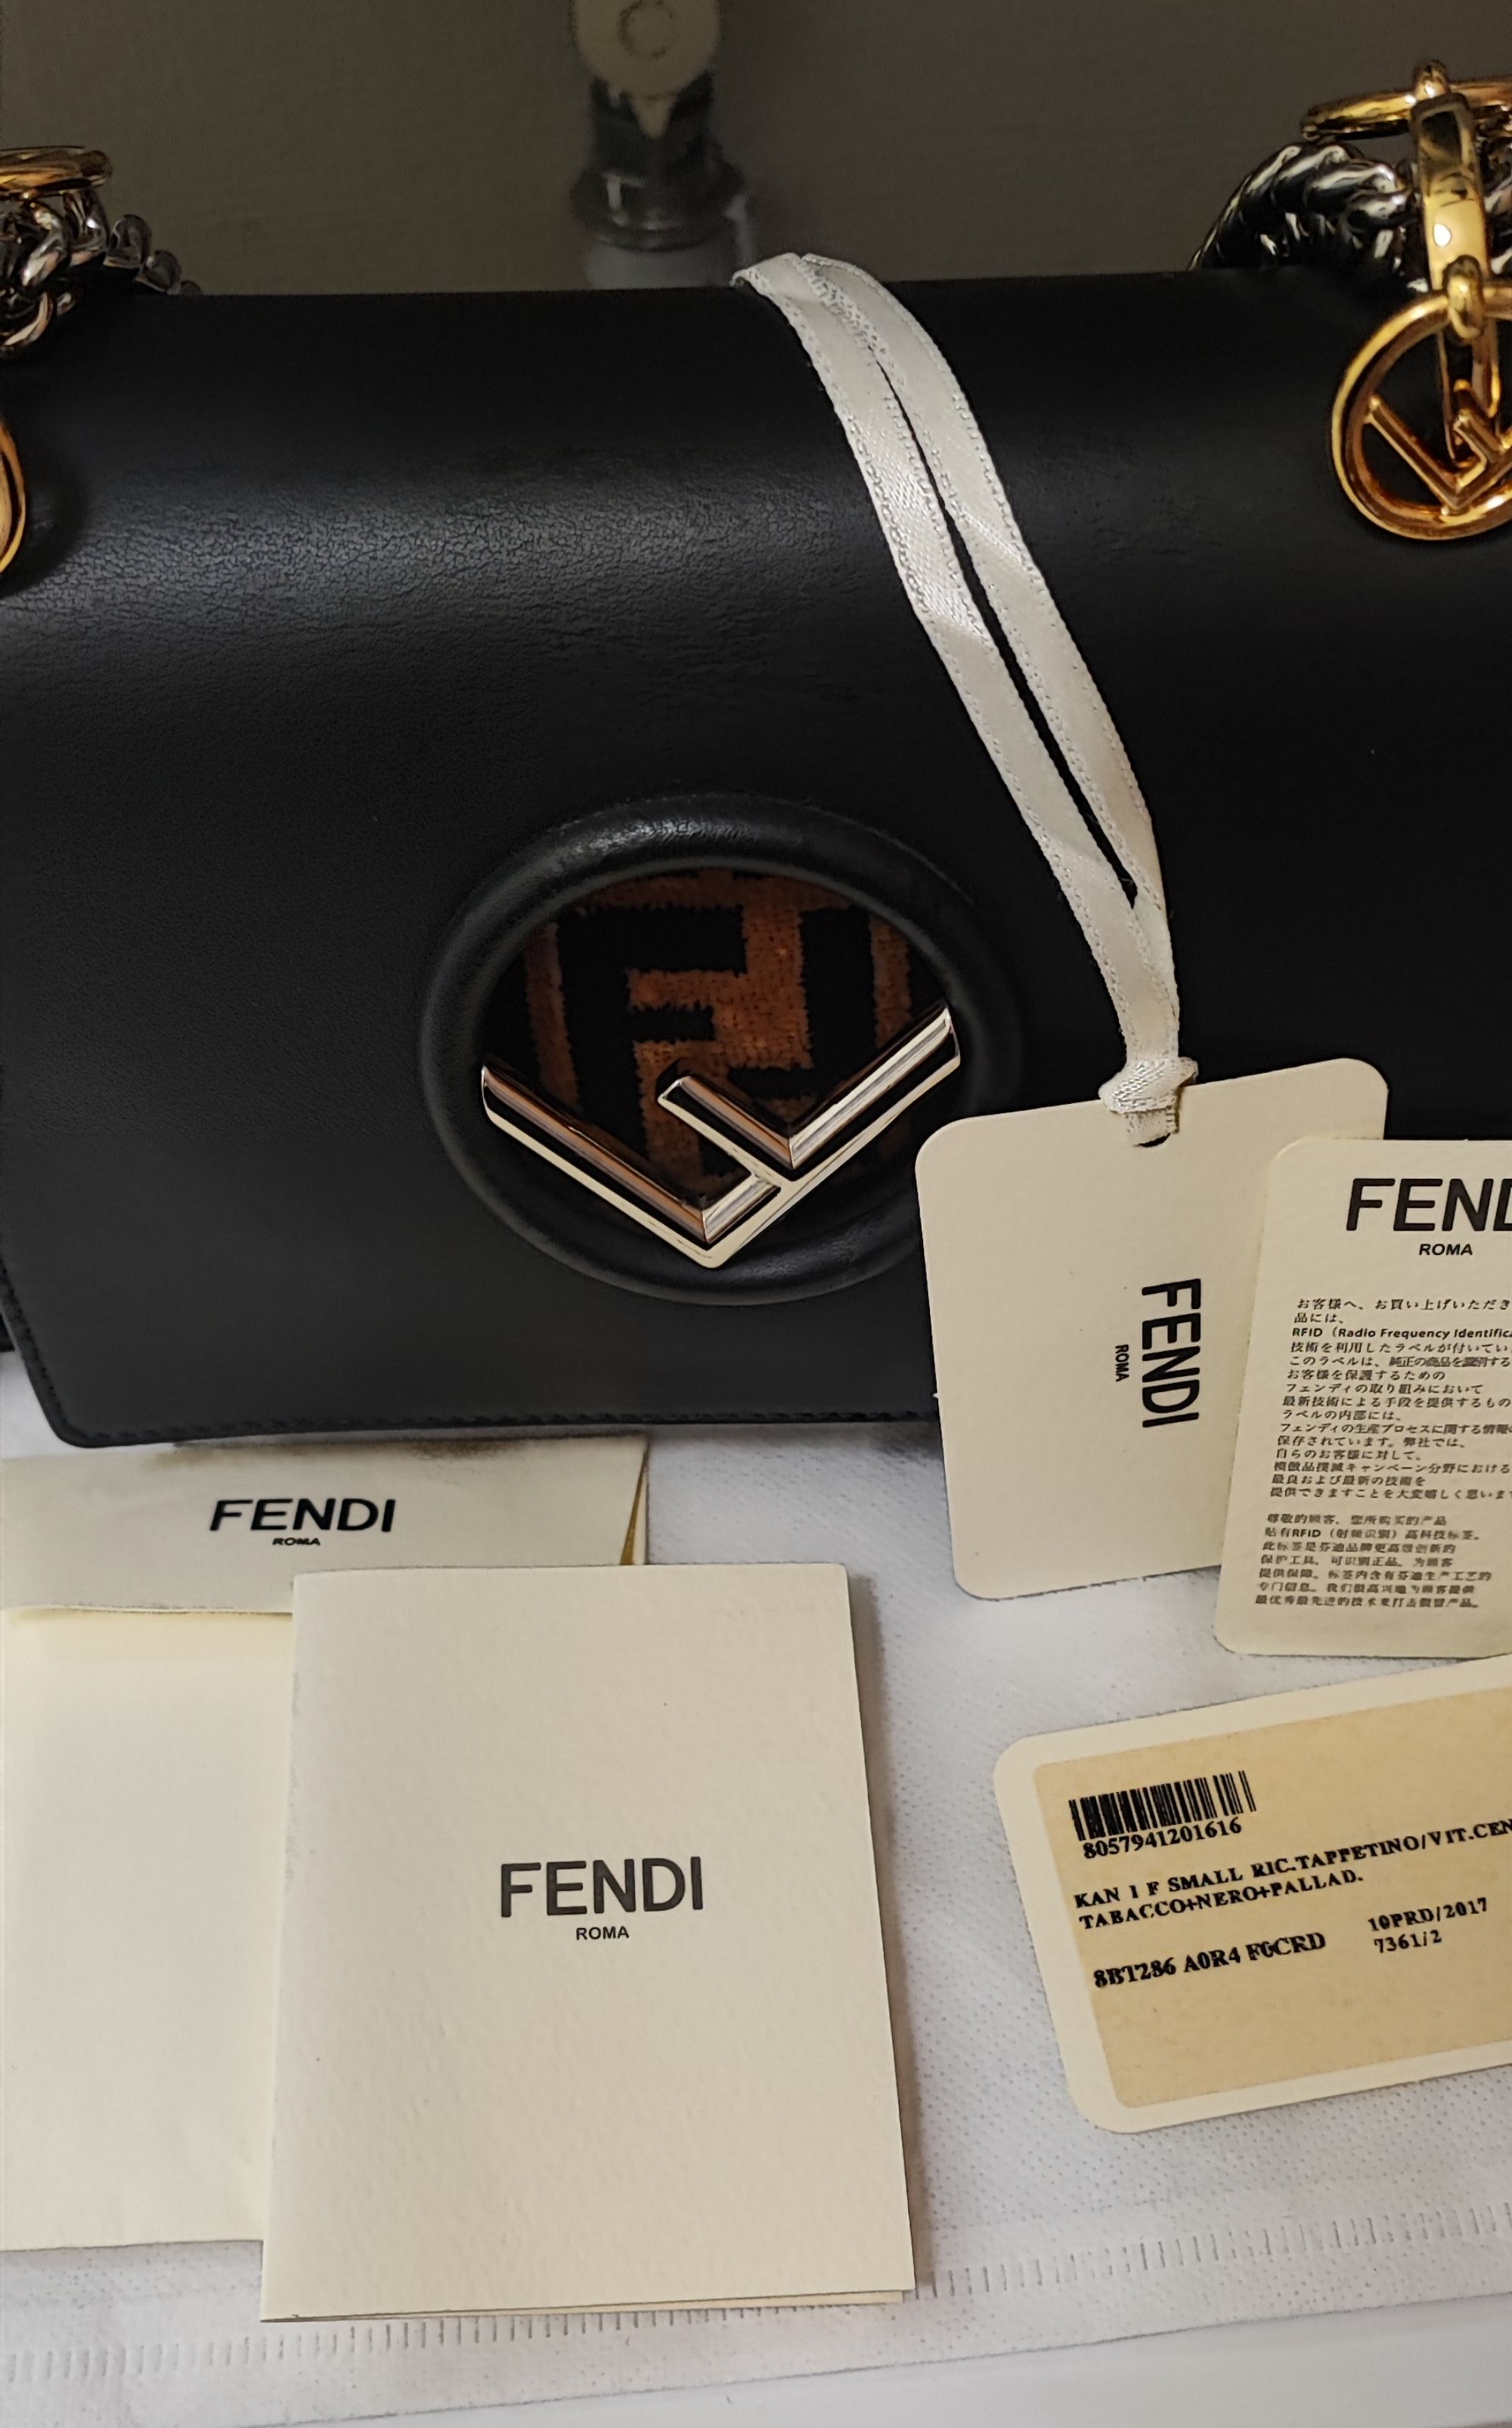 FENDI
ROMA
FEND
ROMA
お客様へ、お買い上げいただき
品には、
RFID（Radio Frequency Identifica
技術を利用したラベルが付いてい
このラベルは、純正の商品を識別する
お客様を保護するための
フェンディの取り組みにおいて
最新技術による手段を提供するもの
ラベルの内部には、
フェンディの生産プロセスに関する情報
保存されています。弊社では、
自らのお客様に対して、
模倣品撲滅キャンペーン分野における
最良および最新の技術を
提供できますことを大変嬉しく思いま
尊敬的顾客，您所购买的产品
贴有RFID（射频识别）高科技标签。
此标签是芬迪品牌更高级创新的
保护工具，可识别正品，为顾客
提供保障。标签内含有芬迪生产工艺的
专门信息。我们很高兴地为顾客提供
最优秀最先进的技术来打击假冒产品。
FENDI
ROMA
FENDI
ROMA
8057941201616
KAN I F SMALL RIC.TAPPETINO/VIT.CEN
TABACCO+NERO+PALLAD.
8BT286 A0R4 F0CRD
10PRD/2017
7361/2